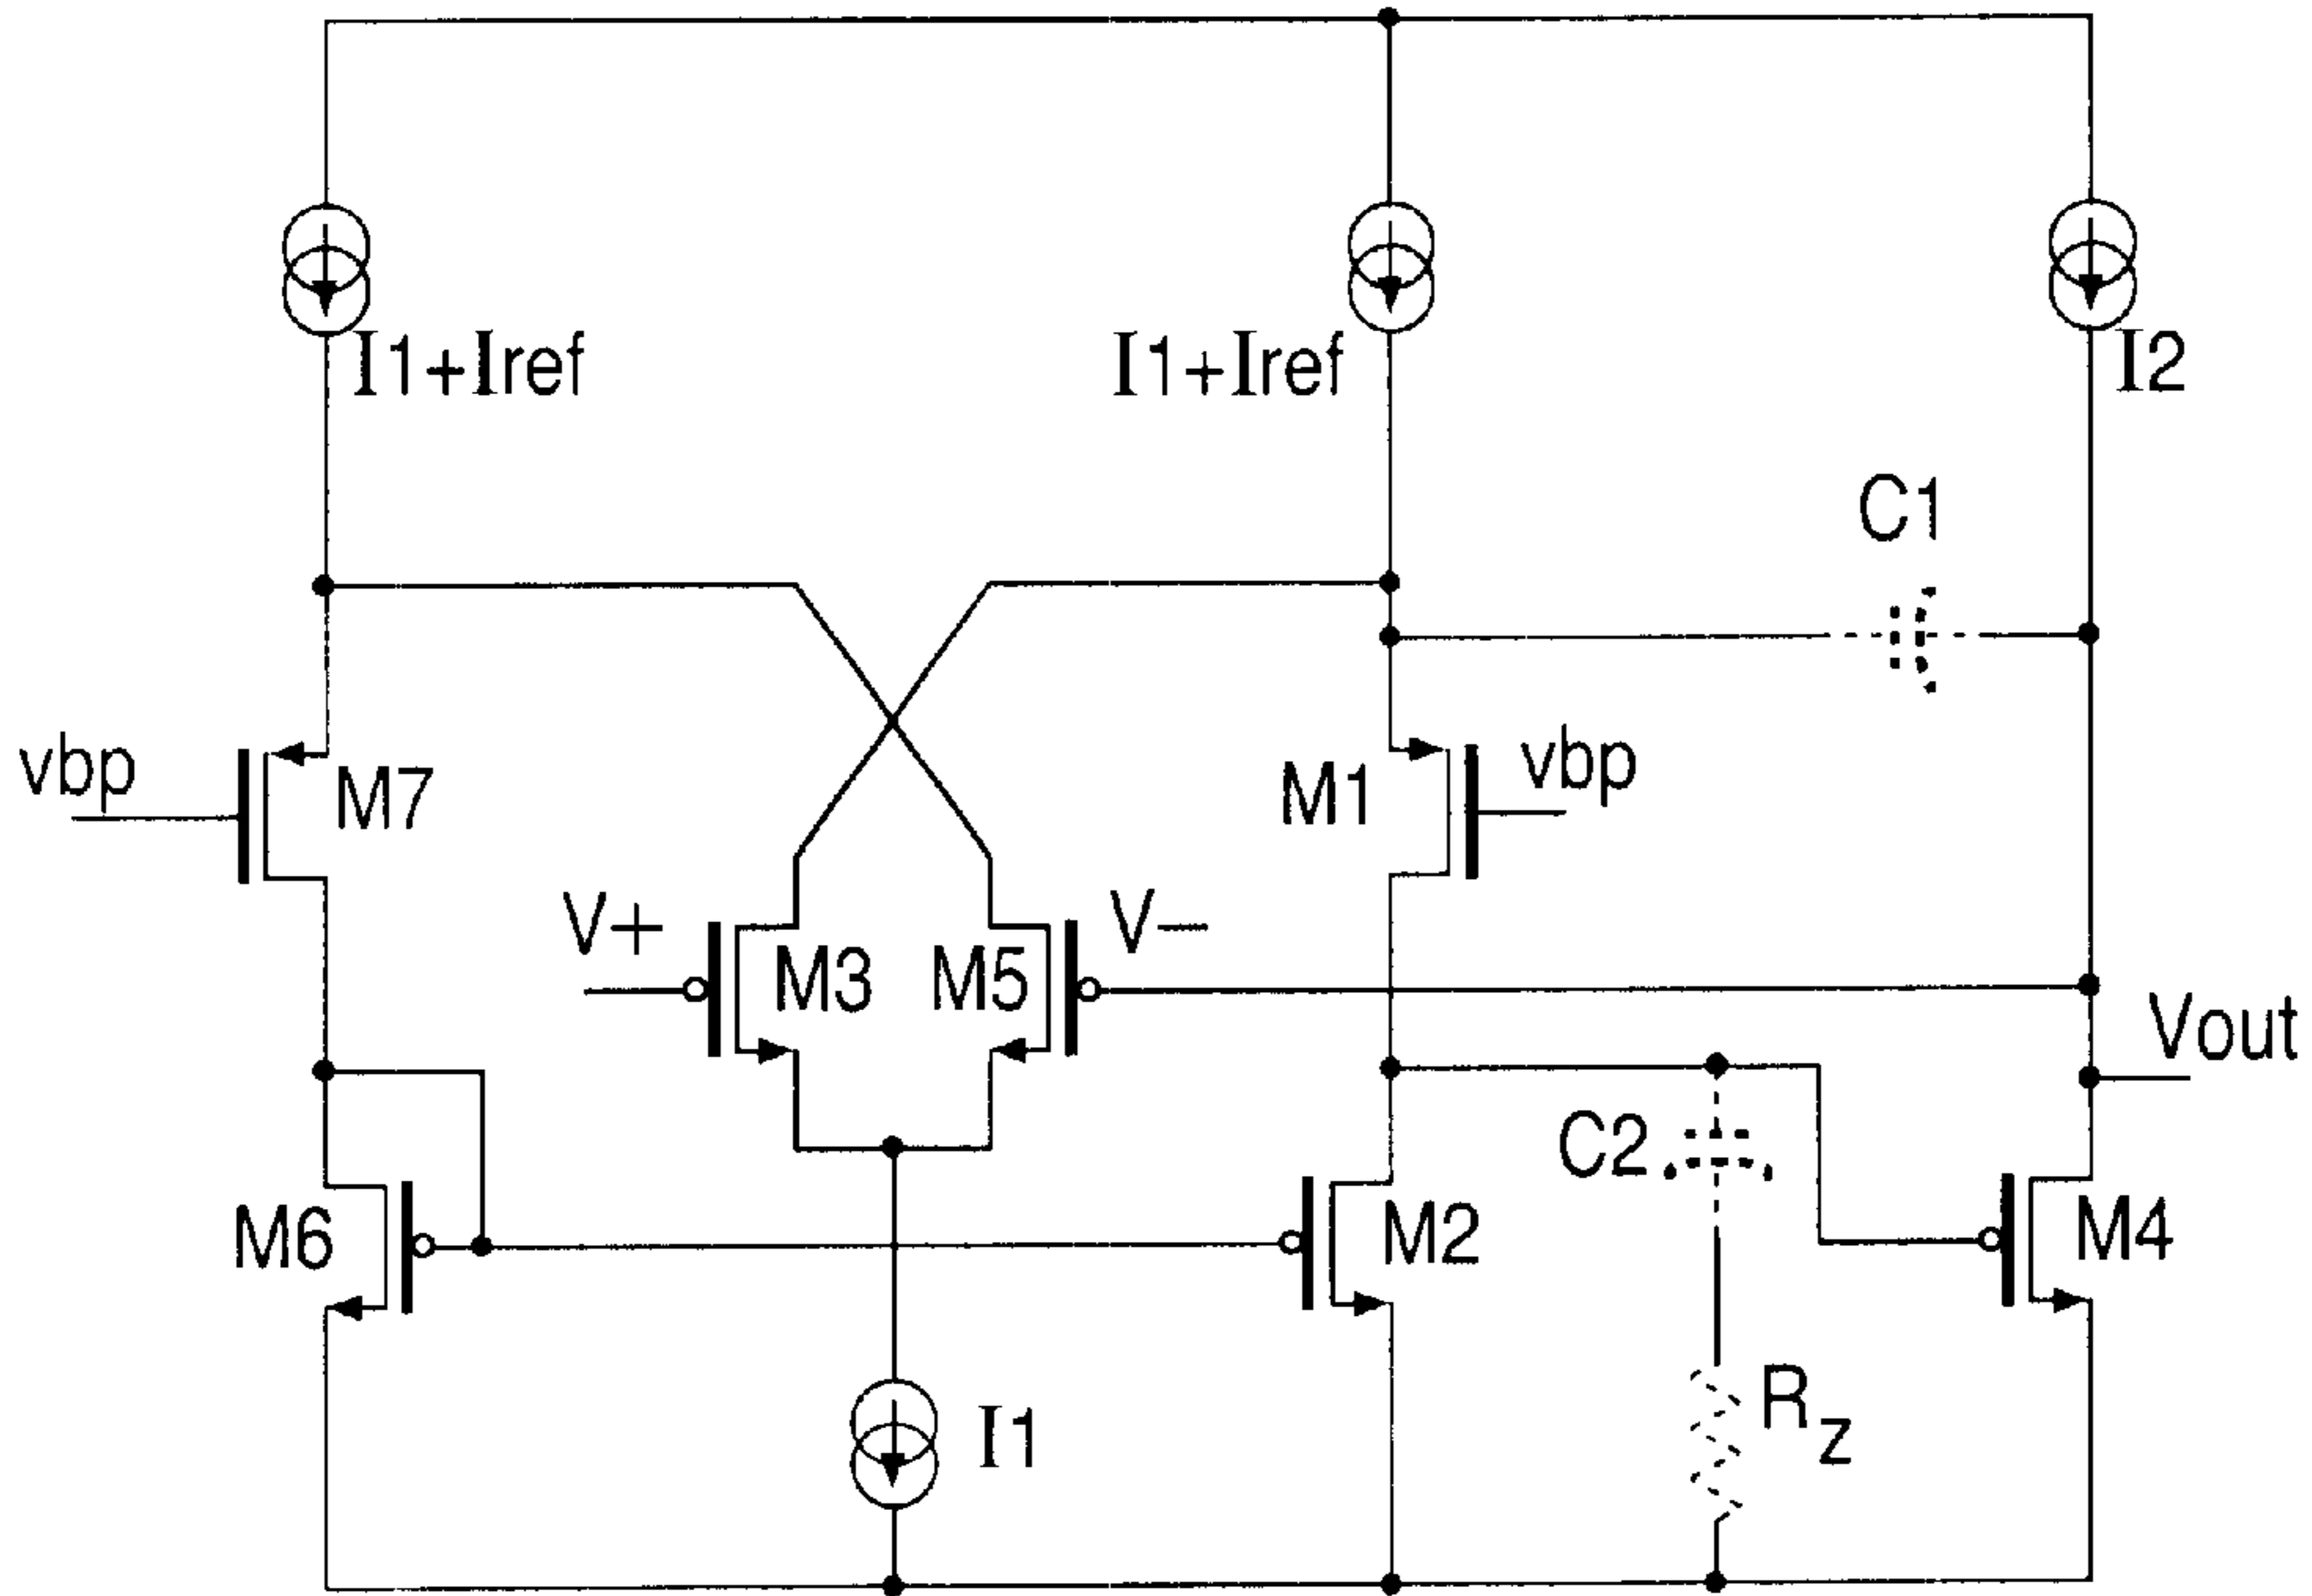 I1+Iref
I1+Iref
I2
C1
vbp
M7
M1
vbp
V+
M3
M5
V−
Vout
C2
M6
M2
M4
I1
Rz